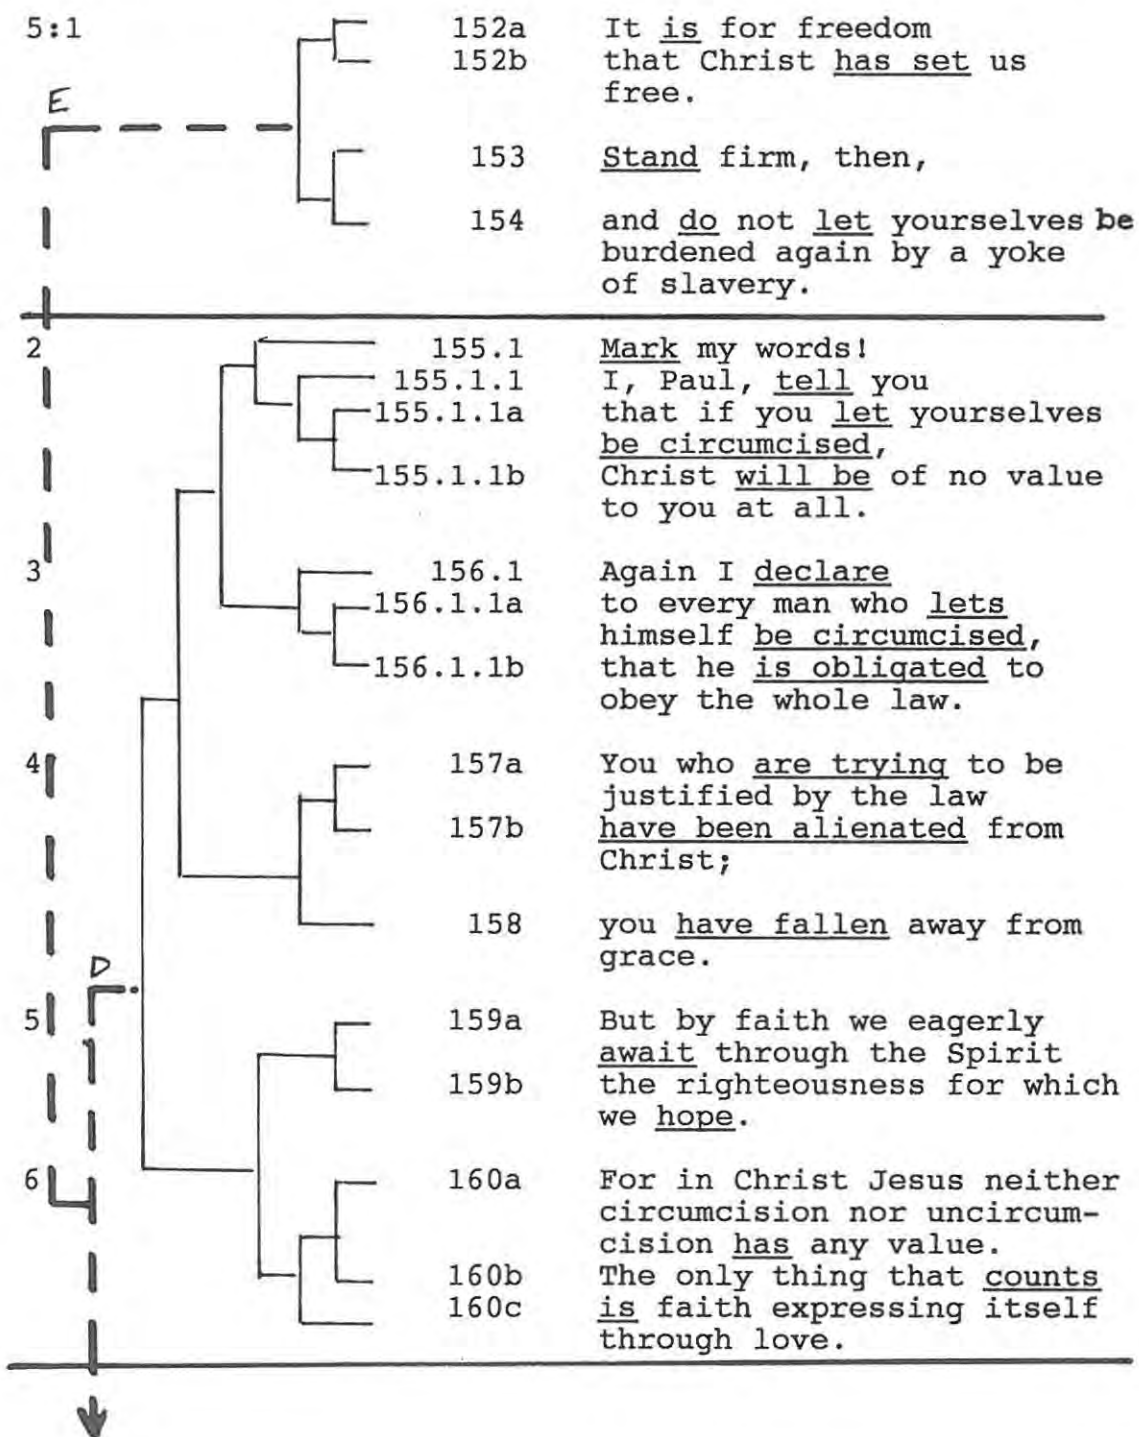 5:1 152a It is for freedom
152b that Christ has set us
free.
E
153 Stand firm, then,
154 and do not let yourselves be
burdened again by a yoke
of slavery.
2 155.1 Mark my words!
155.1.1 I, Paul, tell you
155.1.1a that if you let yourselves
be circumcised,
155.1.1b Christ will be of no value
to you at all.
3 156.1 Again I declare
156.1.1a to every man who lets
himself be circumcised,
156.1.1b that he is obligated to
obey the whole law.
4 157a You who are trying to be
justified by the law
157b have been alienated from
Christ;
158 you have fallen away from
grace.
D
5 159a But by faith we eagerly
await through the Spirit
159b the righteousness for which
we hope.
6 160a For in Christ Jesus neither
circumcision nor uncircum-
cision has any value.
160b The only thing that counts
160c is faith expressing itself
through love.